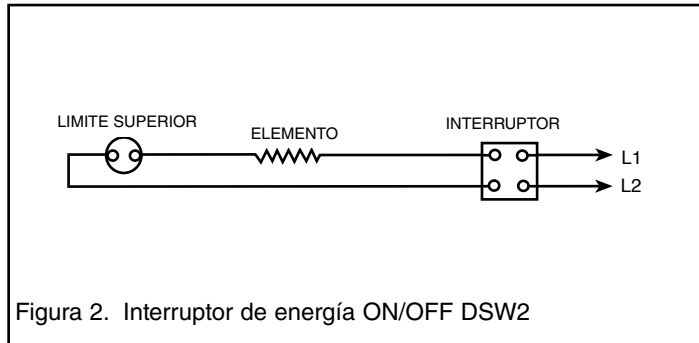 LIMITE SUPERIOR
ELEMENTO
INTERRUPTOR
L1
L2
Figura 2. Interruptor de energía ON/OFF DSW2